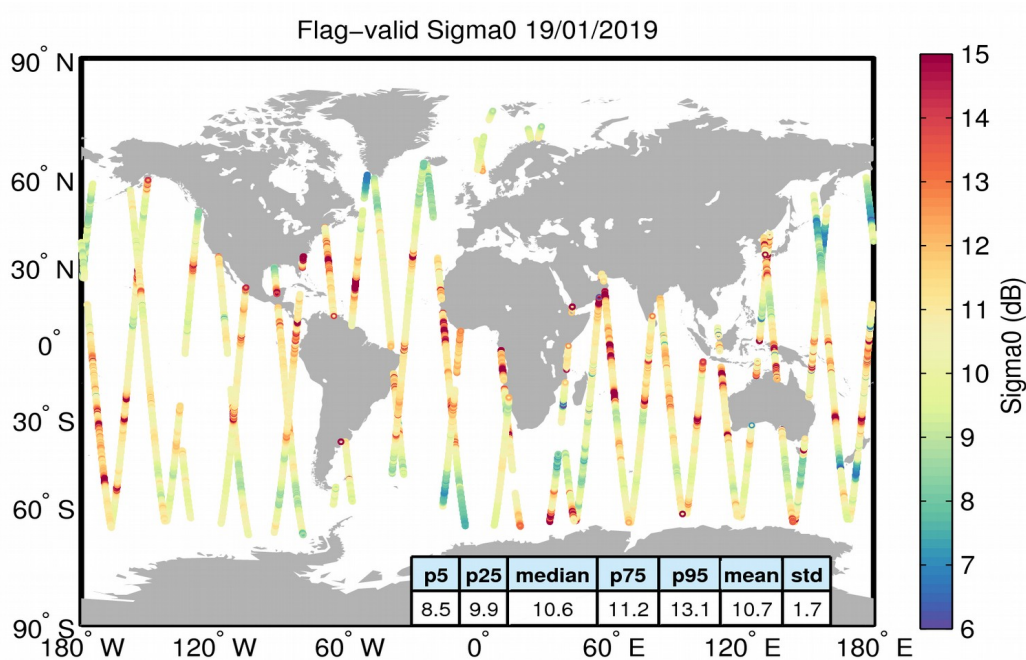 Flag−valid Sigma0 19/01/2019
90° N
60° N
30° N
0°
30° S
60° S
90° S
180° W
120° W
60° W
0°
60° E
120° E
180° E
15
14
13
12
11
10
9
8
7
6
Sigma0 (dB)
p5 p25 median p75 p95 mean std
8.5 9.9 10.6 11.2 13.1 10.7 1.7